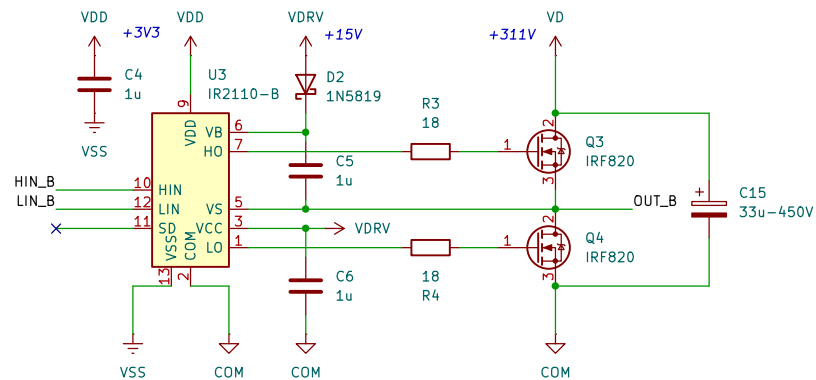 VDD
+3V3
VDD
VDRV
+15V
+311V
VD
C4
1u
U3
IR2110-B
D2
1N5819
R3
18
VSS
9
VDD
VB
6
HO
7
C5
1u
1
2
3
Q3
IRF820
C15
33u-450V
HIN_B
10
HIN
LIN_B
12
LIN
VS
5
OUT_B
11
SD
VCC
3
VDRV
LO
1
VSS
COM
13
2
1
2
3
Q4
IRF820
C6
1u
18
R4
VSS
COM
COM
COM